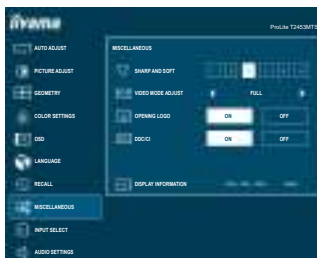 iiyama
ProLite T2453MTS
AUTO ADJUST
PICTURE ADJUST
GEOMETRY
COLOR SETTINGS
OSD
LANGUAGE
RECALL
MISCELLANEOUS
INPUT SELECT
AUDIO SETTINGS
MISCELLANEOUS
SHARP AND SOFT
VIDEO MODE ADJUST FULL
OPENING LOGO ON OFF
DDC/CI ON OFF
DISPLAY INFORMATION